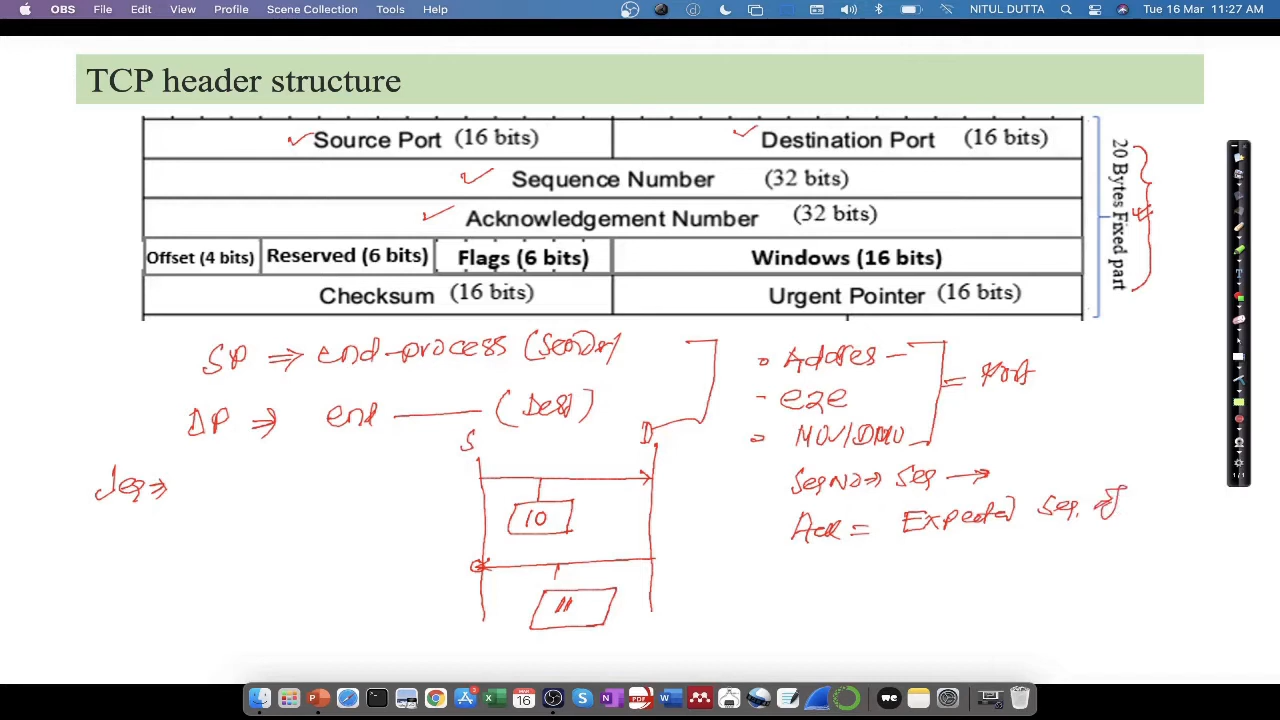 OBS File Edit View Profile Scene Collection Tools Help NITUL DUTTA Tue 16 Mar 11:27 AM
TCP header structure
Source Port (16 bits) Destination Port (16 bits)
Sequence Number (32 bits)
Acknowledgement Number (32 bits)
Offset (4 bits) Reserved (6 bits) Flags (6 bits) Windows (16 bits)
Checksum (16 bits) Urgent Pointer (16 bits)
20 Bytes Fixed part
SP ⇒ end-process (Sender)
DP ⇒ end —— (Dest)
Addres - = Port
- e2e
S D
Seq ⇒
Seq No ⇒ Seq →
Ack = Expected Seq. of
10
11